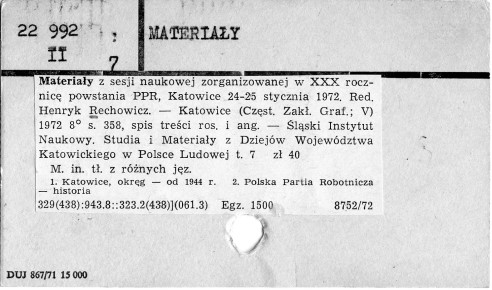 22 992
II
;
7
MATERIAŁY
Materiały z sesji naukowej zorganizowanej w XXX rocz-
nicę powstania PPR, Katowice 24-25 stycznia 1972. Red.
Henryk Rechowicz. — Katowice (Częst. Zakł. Graf.; V)
1972 8° s. 358, spis treści ros. i ang. — Śląski Instytut
Naukowy. Studia i Materiały z Dziejów Województwa
Katowickiego w Polsce Ludowej t. 7 zł 40
M. in. tł. z różnych jęz.
1. Katowice, okręg — od 1944 r. 2. Polska Partia Robotnicza
— historia
329(438):943.8::323.2(438)](061.3) Egz. 1500 8752/72
DUJ 867/71 15 000